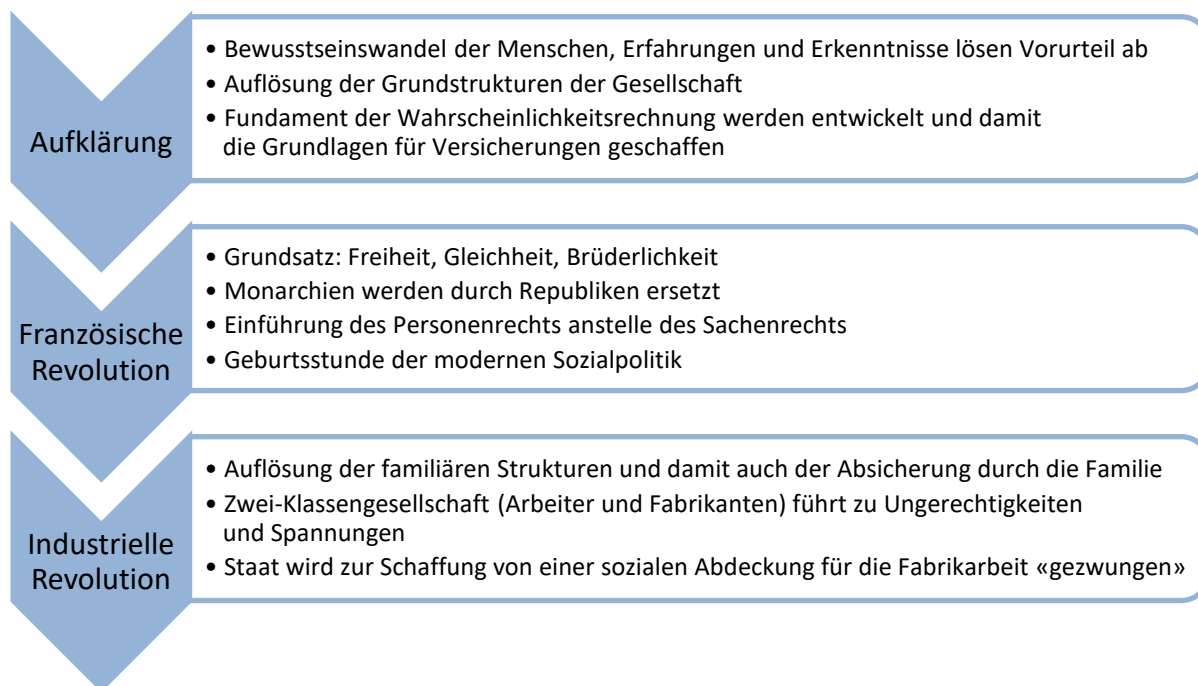 Aufklärung
• Bewusstseinswandel der Menschen, Erfahrungen und Erkenntnisse lösen Vorurteil ab
• Auflösung der Grundstrukturen der Gesellschaft
• Fundament der Wahrscheinlichkeitsrechnung werden entwickelt und damit
die Grundlagen für Versicherungen geschaffen
Französische
Revolution
• Grundsatz: Freiheit, Gleichheit, Brüderlichkeit
• Monarchien werden durch Republiken ersetzt
• Einführung des Personenrechts anstelle des Sachenrechts
• Geburtsstunde der modernen Sozialpolitik
Industrielle
Revolution
• Auflösung der familiären Strukturen und damit auch der Absicherung durch die Familie
• Zwei-Klassengesellschaft (Arbeiter und Fabrikanten) führt zu Ungerechtigkeiten
und Spannungen
• Staat wird zur Schaffung von einer sozialen Abdeckung für die Fabrikarbeit «gezwungen»